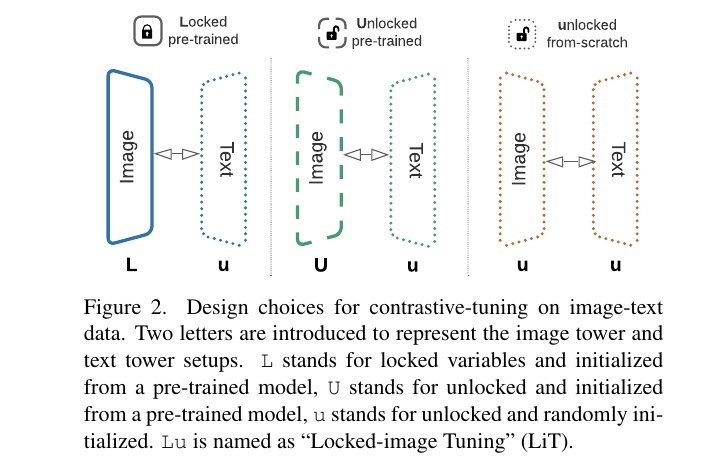 Locked
pre-trained
Unlocked
pre-trained
unlocked
from-scratch
Image
Text
Image
Text
Image
Text
L
u
U
u
u
u
Figure 2. Design choices for contrastive-tuning on image-text
data. Two letters are introduced to represent the image tower and
text tower setups. L stands for locked variables and initialized
from a pre-trained model, U stands for unlocked and initialized
from a pre-trained model, u stands for unlocked and randomly ini-
tialized. Lu is named as “Locked-image Tuning” (LiT).